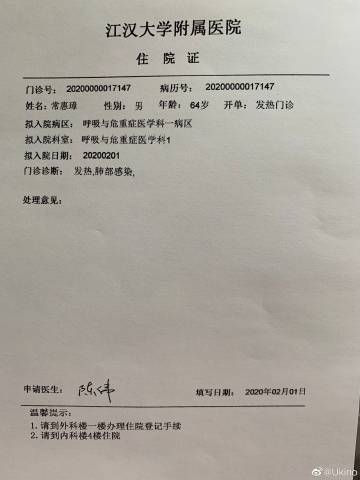 江汉大学附属医院
住院证
门诊号： 20200000017147 病历号： 20200000017147
姓名：常惠璋 性别： 男 年龄： 64岁 开单： 发热门诊
拟入院病区： 呼吸与危重症医学科一病区
拟入院科室： 呼吸与危重症医学科1
拟入院日期： 20200201
门诊诊断： 发热,肺部感染,
处理意见：
申请医生： 陈伟 填写日期： 2020年02月01日
温馨提示：
1. 请到外科楼一楼办理住院登记手续
2. 请到内科楼4楼住院
@Ukino